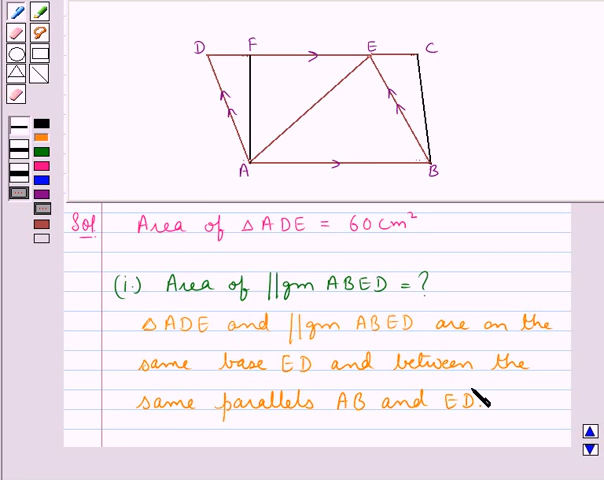 D F E C
A B
Sol Area of △ ADE = 60 cm²
(i.) Area of ||gm ABED = ?
△ ADE and ||gm ABED are on the
same base ED and between the
same parallels AB and ED.